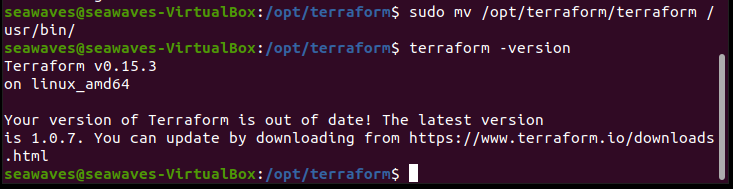 seawaves@seawaves-VirtualBox:/opt/terraform$ sudo mv /opt/terraform/terraform /
usr/bin/
seawaves@seawaves-VirtualBox:/opt/terraform$ terraform -version
Terraform v0.15.3
on linux_amd64

Your version of Terraform is out of date! The latest version
is 1.0.7. You can update by downloading from https://www.terraform.io/downloads
.html
seawaves@seawaves-VirtualBox:/opt/terraform$